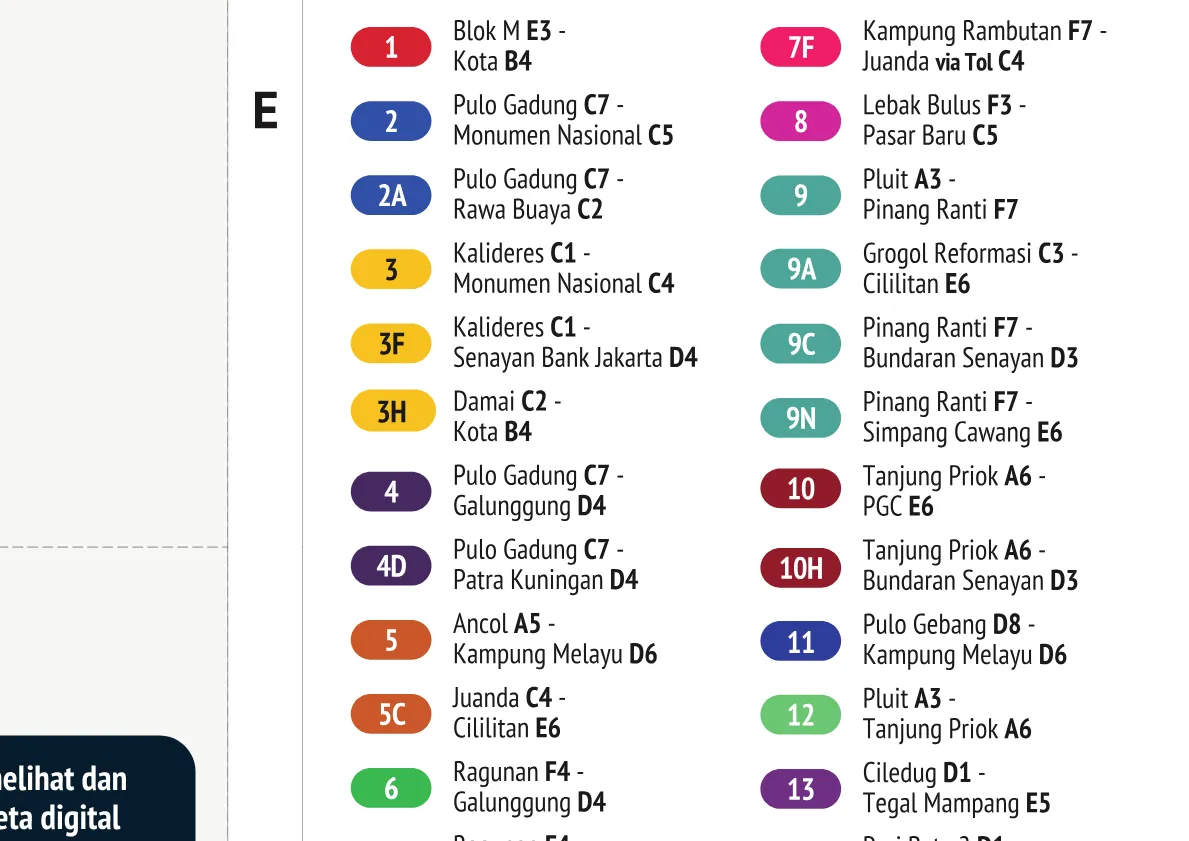 E
1
Blok M E3 -
Kota B4
2
Pulo Gadung C7 -
Monumen Nasional C5
2A
Pulo Gadung C7 -
Rawa Buaya C2
3
Kalideres C1 -
Monumen Nasional C4
3F
Kalideres C1 -
Senayan Bank Jakarta D4
3H
Damai C2 -
Kota B4
4
Pulo Gadung C7 -
Galunggung D4
4D
Pulo Gadung C7 -
Patra Kuningan D4
5
Ancol A5 -
Kampung Melayu D6
5C
Juanda C4 -
Cililitan E6
6
Ragunan F4 -
Galunggung D4
7F
Kampung Rambutan F7 -
Juanda via Tol C4
8
Lebak Bulus F3 -
Pasar Baru C5
9
Pluit A3 -
Pinang Ranti F7
9A
Grogol Reformasi C3 -
Cililitan E6
9C
Pinang Ranti F7 -
Bundaran Senayan D3
9N
Pinang Ranti F7 -
Simpang Cawang E6
10
Tanjung Priok A6 -
PGC E6
10H
Tanjung Priok A6 -
Bundaran Senayan D3
11
Pulo Gebang D8 -
Kampung Melayu D6
12
Pluit A3 -
Tanjung Priok A6
13
Ciledug D1 -
Tegal Mampang E5
elihat dan
eta digital